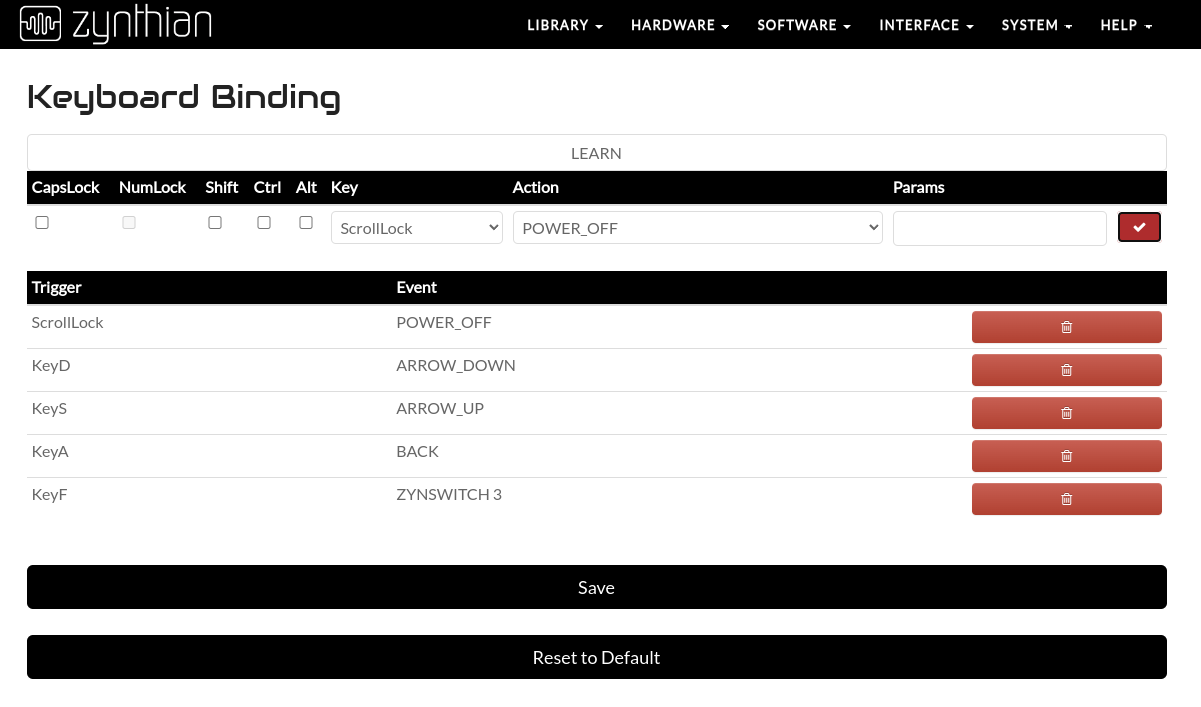 zynthian LIBRARY HARDWARE SOFTWARE INTERFACE SYSTEM HELP
Keyboard Binding
LEARN
CapsLock NumLock Shift Ctrl Alt Key Action Params
ScrollLock POWER_OFF
Trigger Event
ScrollLock POWER_OFF
KeyD ARROW_DOWN
KeyS ARROW_UP
KeyA BACK
KeyF ZYNSWITCH 3
Save
Reset to Default